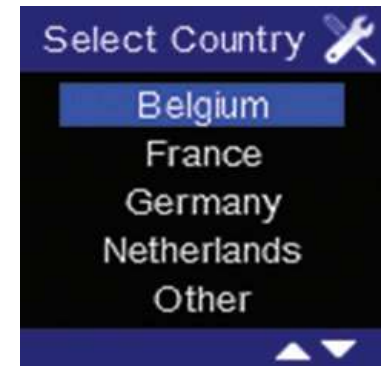 Select Country
Belgium
France
Germany
Netherlands
Other